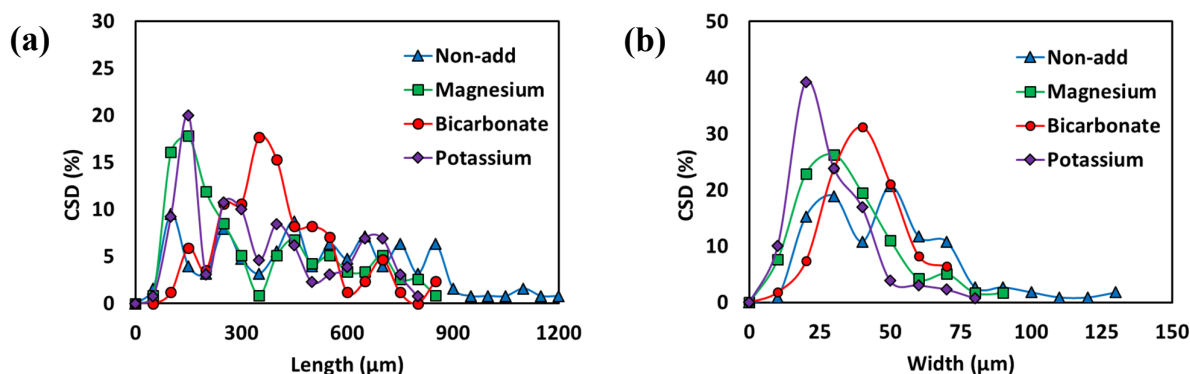 (a)
CSD (%)
30
25
20
15
10
5
0
Non-add
Magnesium
Bicarbonate
Potassium
0 300 600 900 1200
Length (µm)
(b)
CSD (%)
50
40
30
20
10
0
Non-add
Magnesium
Bicarbonate
Potassium
0 25 50 75 100 125 150
Width (µm)